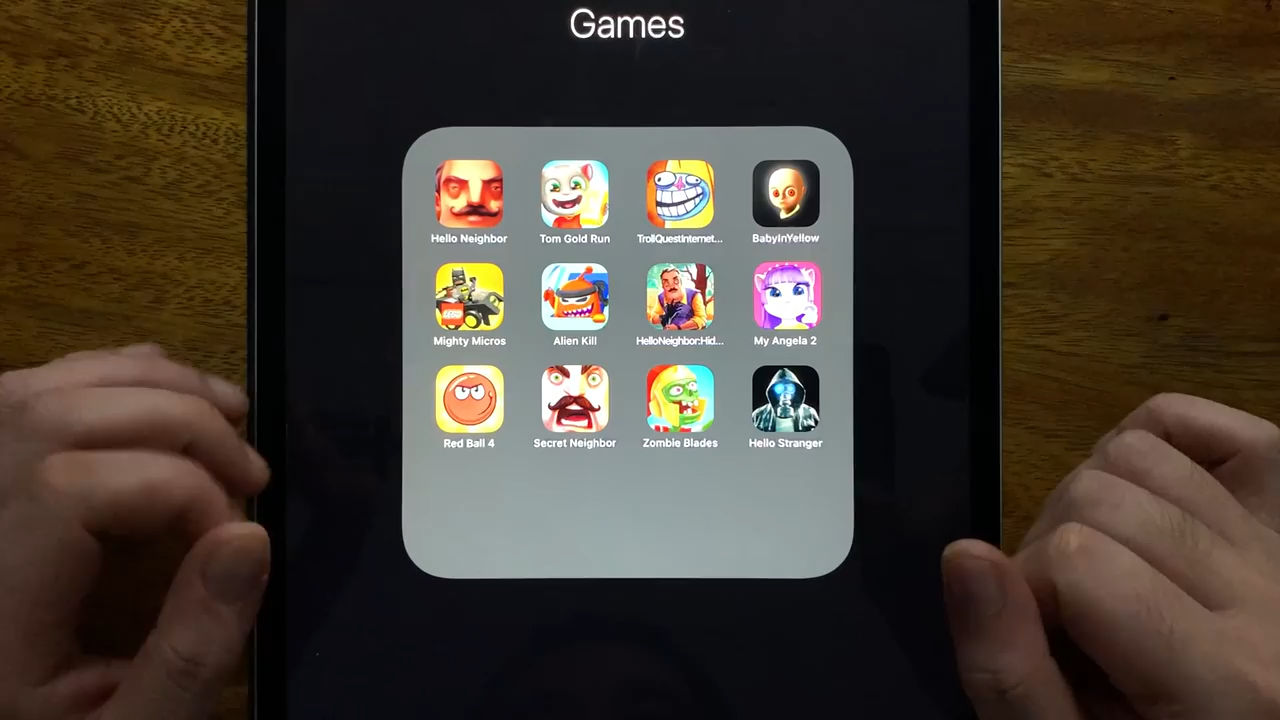 Games
Hello Neighbor
Tom Gold Run
TrollQuestInternet...
BabyInYellow
LEGO
Mighty Micros
Alien Kill
HelloNeighbor:Hid...
My Angela 2
Red Ball 4
Secret Neighbor
Zombie Blades
Hello Stranger